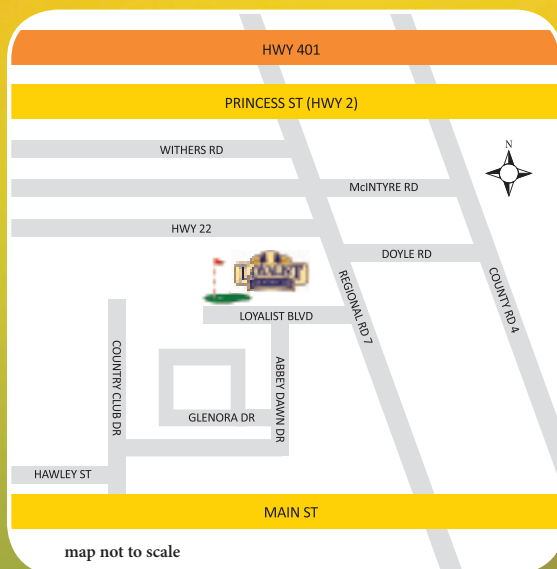 HWY 401
PRINCESS ST (HWY 2)
WITHERS RD
N
McINTYRE RD
HWY 22
DOYLE RD
LOYALIST
REGIONAL RD 7
COUNTY RD 4
LOYALIST BLVD
COUNTRY CLUB DR
ABBEY DAWN DR
GLENORA DR
HAWLEY ST
MAIN ST
map not to scale